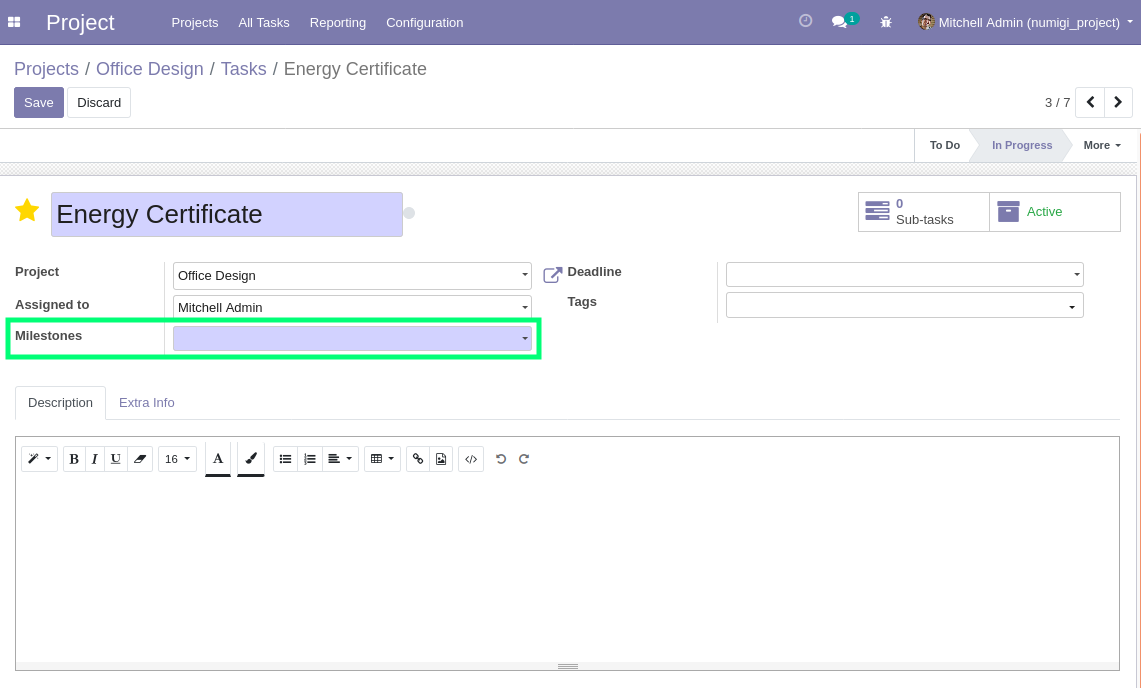 Project Projects All Tasks Reporting Configuration 1 Mitchell Admin (numigi_project)
Projects / Office Design / Tasks / Energy Certificate
Save Discard 3 / 7
To Do In Progress More
Energy Certificate
0
Sub-tasks
Active
Project Office Design Deadline
Assigned to Mitchell Admin Tags
Milestones
Description Extra Info
B I U 16 A </>